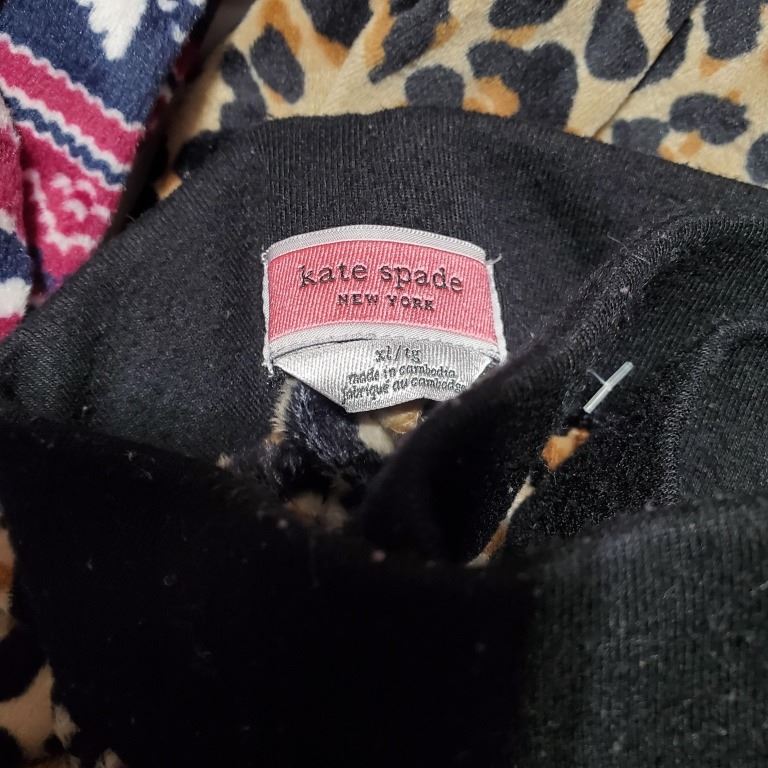 kate spade
NEW YORK
xl/tg
made in cambodia
fabriqué au cambodge